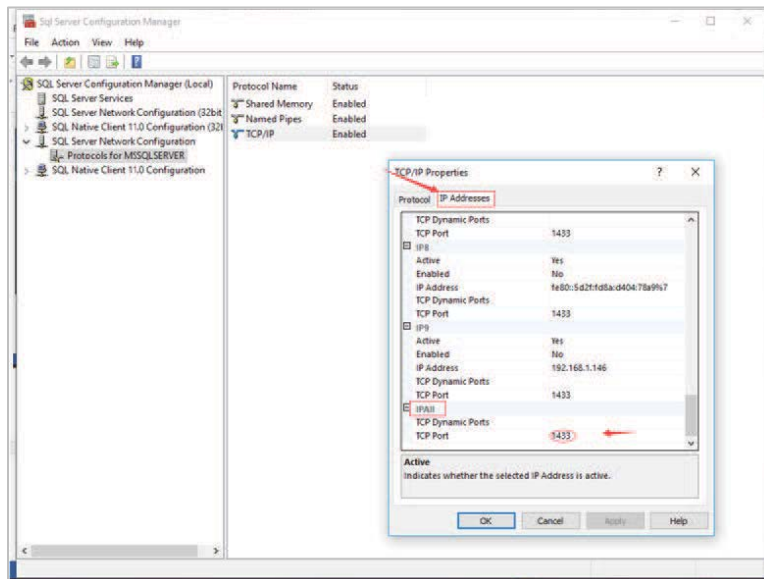 Sql Server Configuration Manager
File Action View Help
SQL Server Configuration Manager (Local)
SQL Server Services
SQL Server Network Configuration (32bit
SQL Native Client 11.0 Configuration (32l
SQL Server Network Configuration
Protocols for MSSQLSERVER
SQL Native Client 11.0 Configuration
Protocol Name Status
Shared Memory Enabled
Named Pipes Enabled
TCP/IP Enabled
TCP/IP Properties ? ×
Protocol IP Addresses
TCP Dynamic Ports
TCP Port 1433
IP8
Active Yes
Enabled No
IP Address fe80::5d2f:fd8a:d404:78a9%7
TCP Dynamic Ports
TCP Port 1433
IP9
Active Yes
Enabled No
IP Address 192.168.1.146
TCP Dynamic Ports
TCP Port 1433
IPAll
TCP Dynamic Ports
TCP Port 1433
Active
Indicates whether the selected IP Address is active.
OK Cancel Apply Help